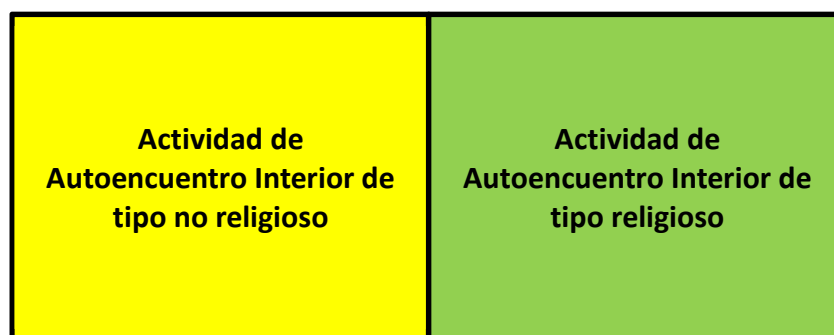 Actividad de
Autoencuentro Interior de
tipo no religioso
Actividad de
Autoencuentro Interior de
tipo religioso